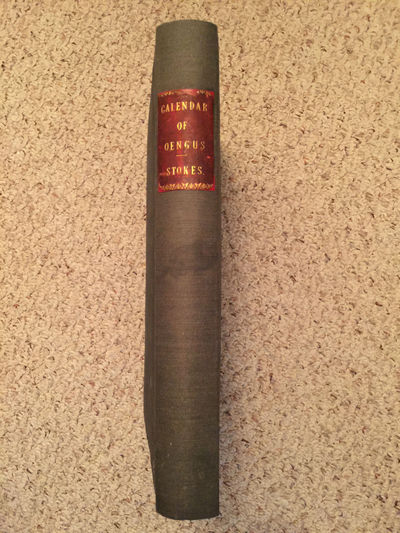 CALENDAR
OF
OENGUS
STOKES.